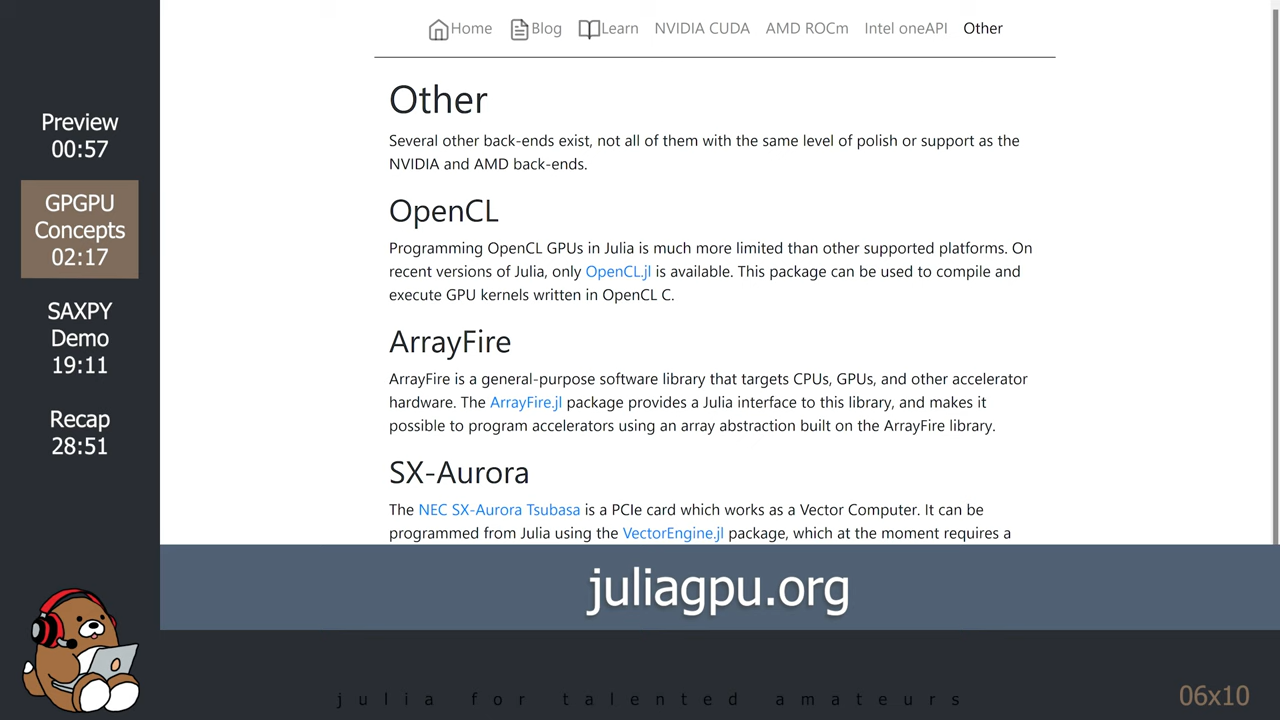 Home Blog Learn NVIDIA CUDA AMD ROCm Intel oneAPI Other
Other
Several other back-ends exist, not all of them with the same level of polish or support as the
NVIDIA and AMD back-ends.
OpenCL
Programming OpenCL GPUs in Julia is much more limited than other supported platforms. On
recent versions of Julia, only OpenCL.jl is available. This package can be used to compile and
execute GPU kernels written in OpenCL C.
ArrayFire
ArrayFire is a general-purpose software library that targets CPUs, GPUs, and other accelerator
hardware. The ArrayFire.jl package provides a Julia interface to this library, and makes it
possible to program accelerators using an array abstraction built on the ArrayFire library.
SX-Aurora
The NEC SX-Aurora Tsubasa is a PCIe card which works as a Vector Computer. It can be
programmed from Julia using the VectorEngine.jl package, which at the moment requires a
Preview
00:57
GPGPU
Concepts
02:17
SAXPY
Demo
19:11
Recap
28:51
juliagpu.org
julia for talented amateurs
06x10